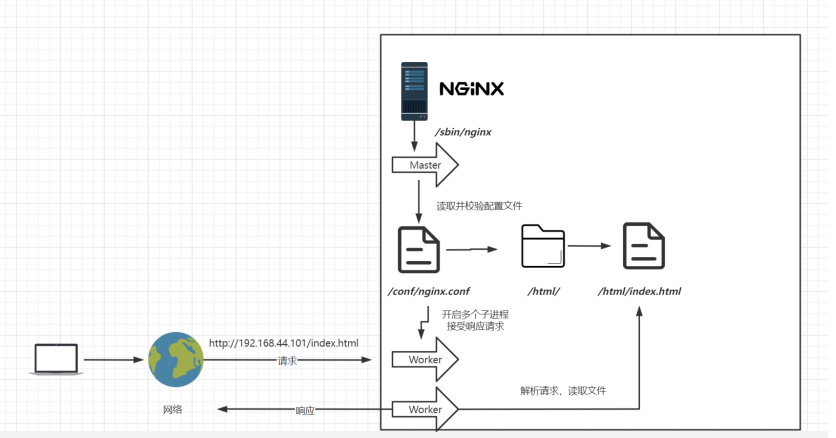 NGiNX
/sbin/nginx
Master
读取并校验配置文件
/conf/nginx.conf
/html/
/html/index.html
开启多个子进程
接受响应请求
http://192.168.44.101/index.html
请求
Worker
解析请求，读取文件
网络
响应
Worker